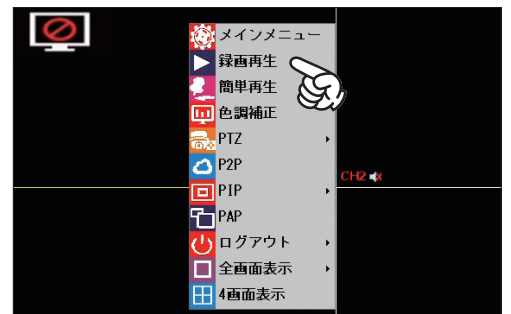 メインメニュー
録画再生
簡単再生
色調補正
PTZ
P2P
CH2
PIP
PAP
ログアウト
全画面表示
4画面表示